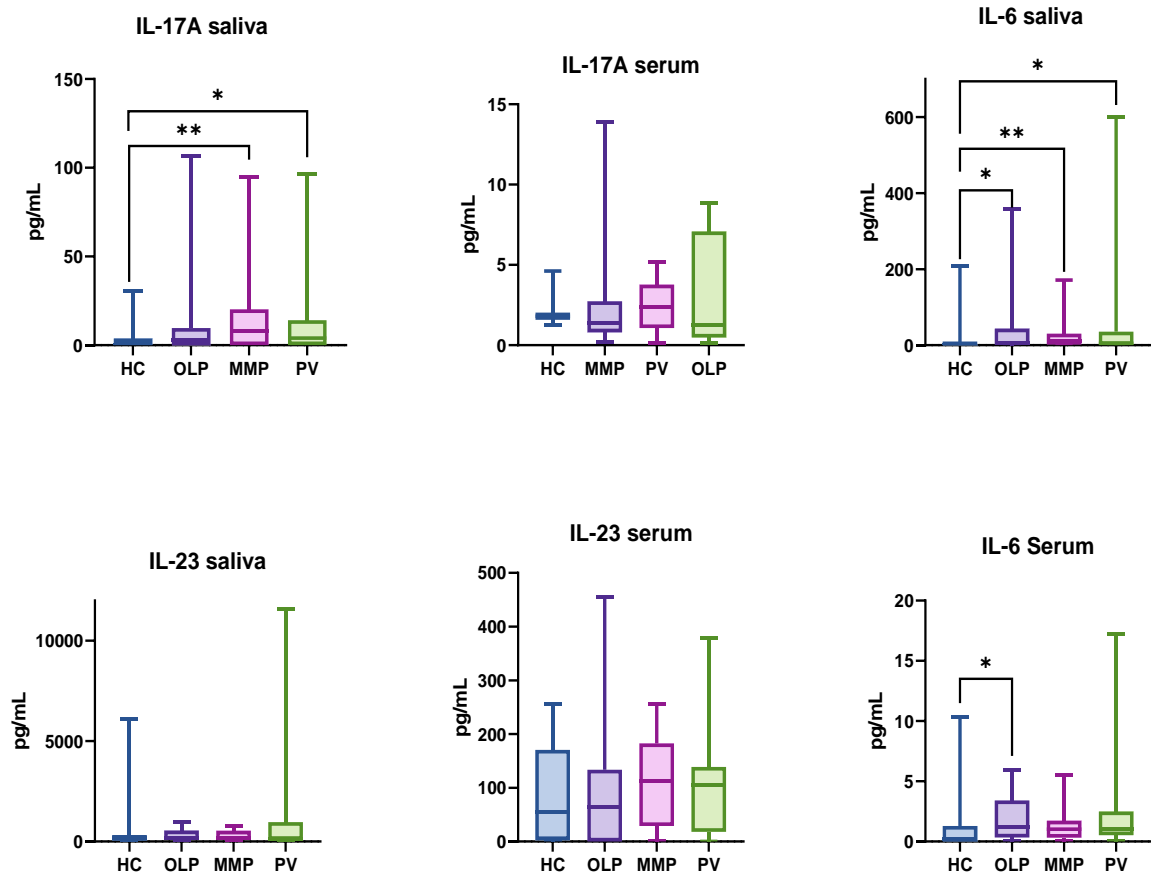 IL-17A saliva
pg/mL
150
100
50
0
*
**
HC OLP MMP PV
IL-17A serum
pg/mL
15
10
5
0
HC MMP PV OLP
IL-6 saliva
pg/mL
600
400
200
0
*
**
*
HC OLP MMP PV
IL-23 saliva
pg/mL
10000
5000
0
HC OLP MMP PV
IL-23 serum
pg/mL
500
400
300
200
100
0
HC OLP MMP PV
IL-6 Serum
pg/mL
20
15
10
5
0
*
HC OLP MMP PV